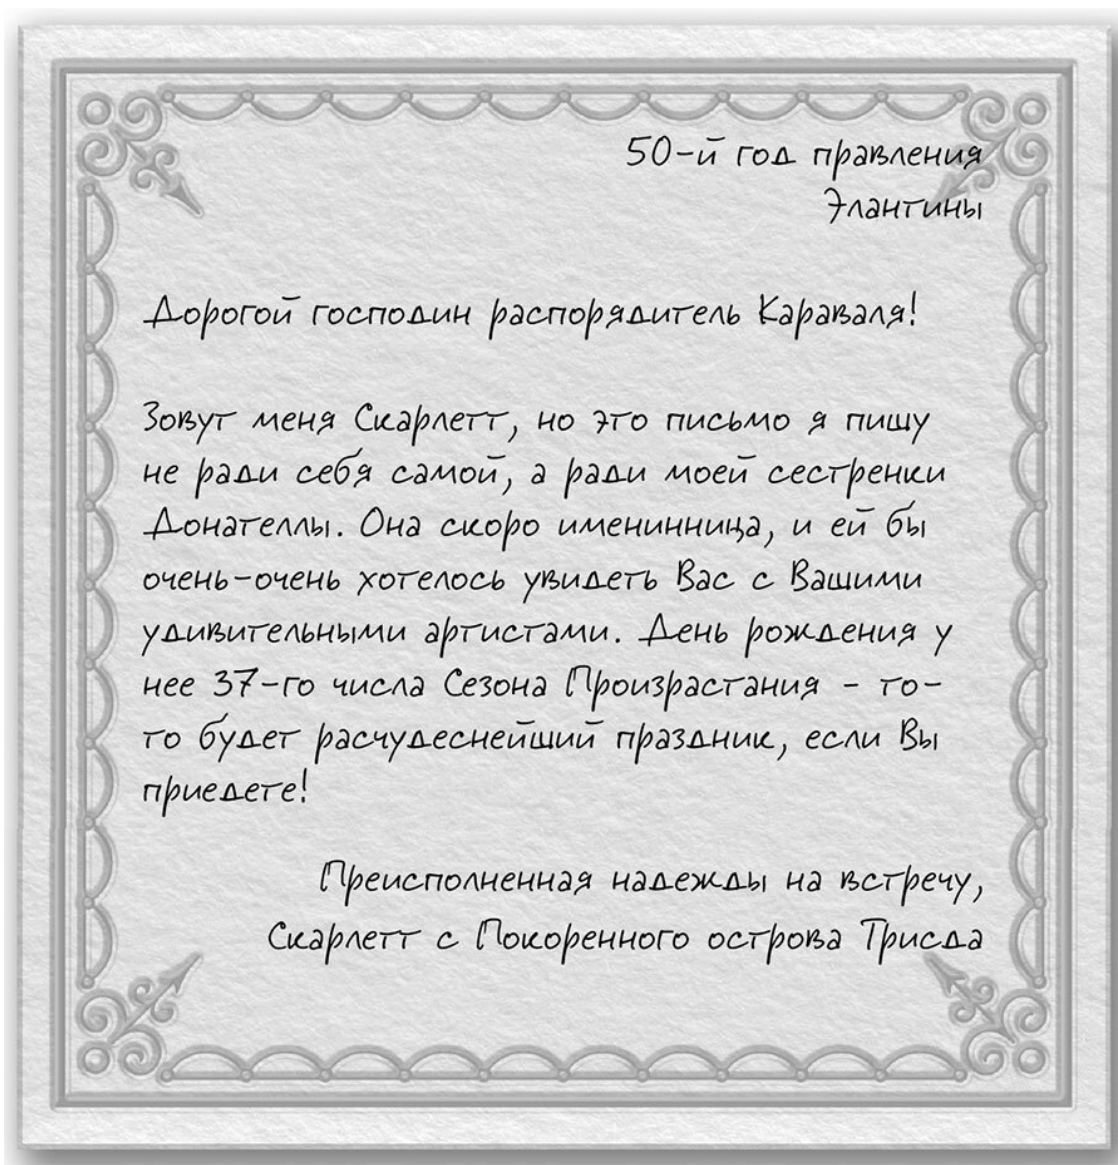 50-й год правления
Элантины
Дорогой господин распорядитель Караваля!
Зовут меня Скарлетт, но это письмо я пишу
не ради себя самой, а ради моей сестренки
Донателлы. Она скоро именинница, и ей бы
очень-очень хотелось увидеть Вас с Вашими
удивительными артистами. День рождения у
нее 37-го числа Сезона Произрастания - то-
то будет расчудеснейший праздник, если Вы
приедете!
Преисполненная надежды на встречу,
Скарлетт с Покоренного острова Трисда